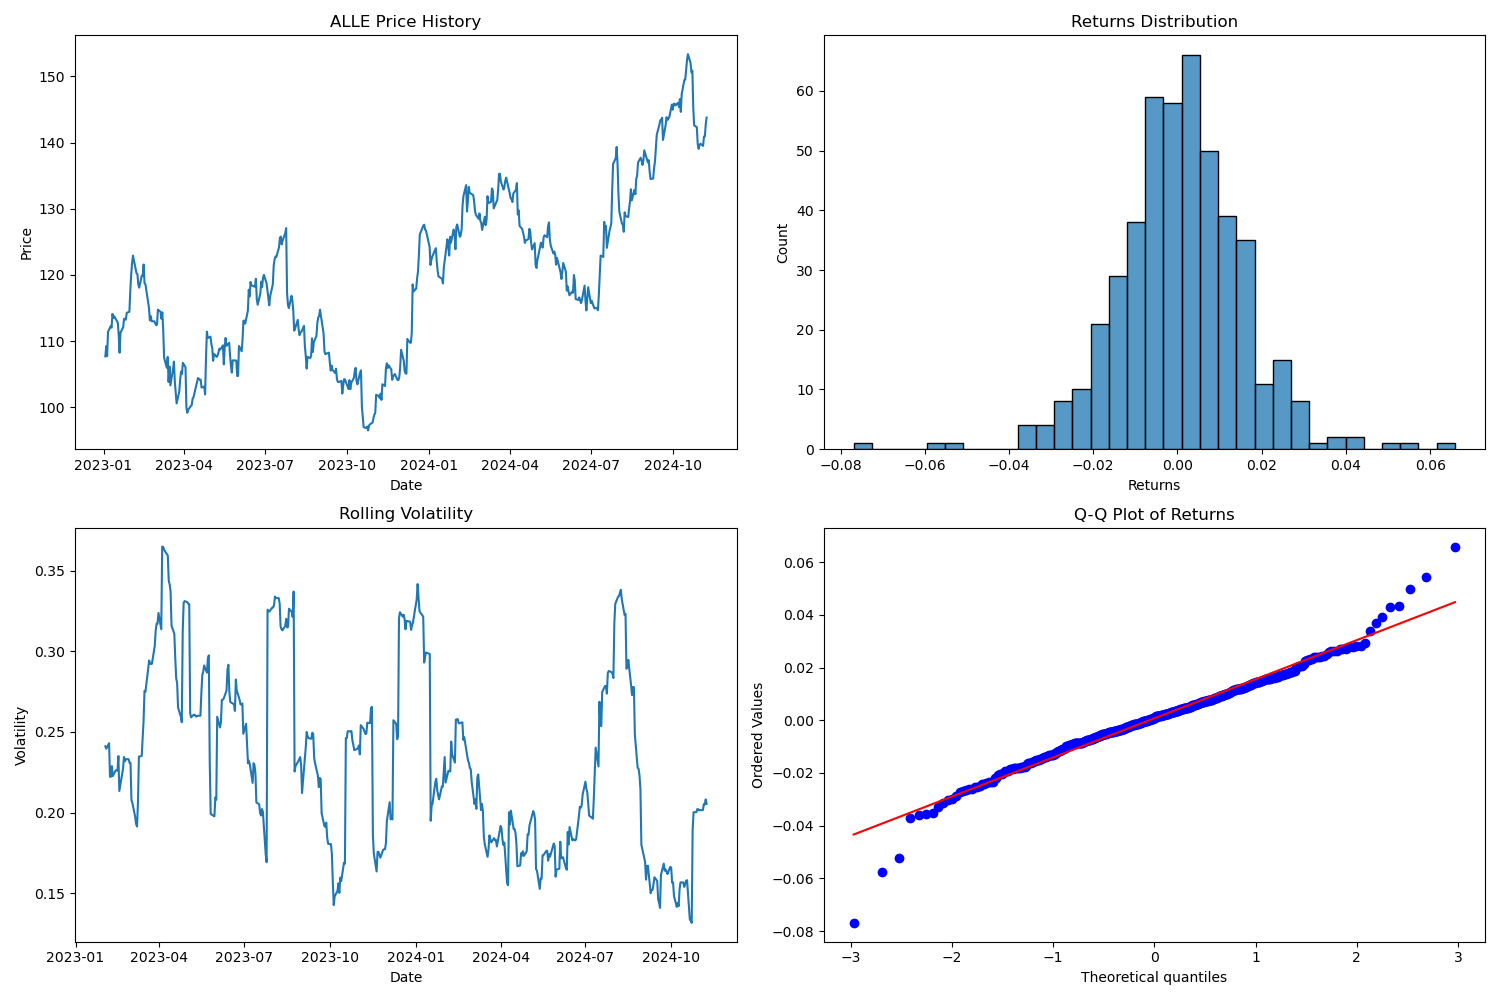 ALLE Price History
Price
150
140
130
120
110
100
2023-01 2023-04 2023-07 2023-10 2024-01 2024-04 2024-07 2024-10
Date
Returns Distribution
Count
60
50
40
30
20
10
0
−0.08 −0.06 −0.04 −0.02 0.00 0.02 0.04 0.06
Returns
Rolling Volatility
Volatility
0.35
0.30
0.25
0.20
0.15
2023-01 2023-04 2023-07 2023-10 2024-01 2024-04 2024-07 2024-10
Date
Q-Q Plot of Returns
Ordered Values
0.06
0.04
0.02
0.00
−0.02
−0.04
−0.06
−0.08
−3 −2 −1 0 1 2 3
Theoretical quantiles